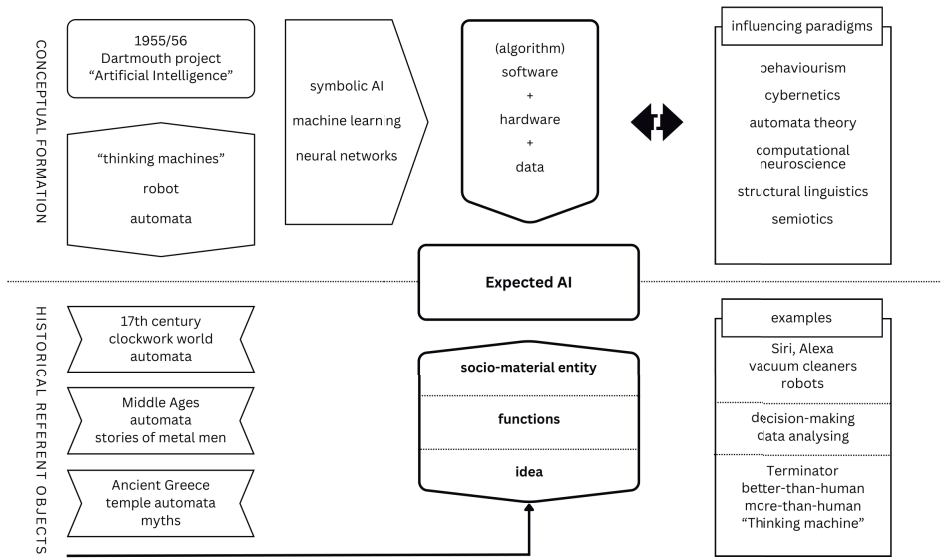 CONCEPTUAL FORMATION
1955/56
Dartmouth project
“Artificial Intelligence”
“thinking machines”
robot
automata
symbolic AI
machine learning
neural networks
(algorithm)
software
+
hardware
+
data
influencing paradigms
behaviourism
cybernetics
automata theory
computational
neuroscience
structural linguistics
semiotics
Expected AI
HISTORICAL REFERENT OBJECTS
17th century
clockwork world
automata
Middle Ages
automata
stories of metal men
Ancient Greece
temple automata
myths
socio-material entity
functions
idea
examples
Siri, Alexa
vacuum cleaners
robots
decision-making
data analysing
Terminator
better-than-human
more-than-human
“Thinking machine”